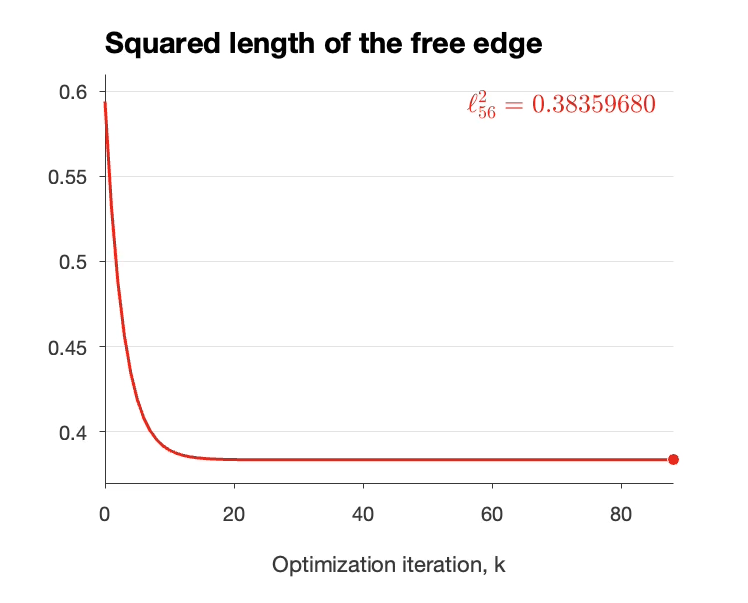 Squared length of the free edge
0.6
ℓ²₅₆ = 0.38359680
0.55
0.5
0.45
0.4
0 20 40 60 80
Optimization iteration, k